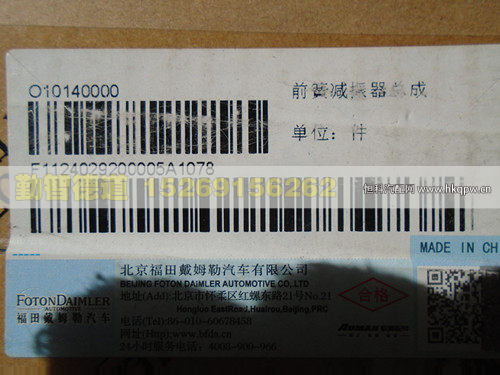 O10140000
前簧减振器总成
单位：件
F1124029200005A1078
勤智德道 15269156262
恒科汽车网
www.hkqpw.cn
MADE IN CH
FOTONDAIMLER
福田戴姆勒汽车
北京福田戴姆勒汽车有限公司
BEIJING FOTON DAIMLER AUTOMOTIVE CO.,LTD
地址(Add):北京市怀柔区红螺东路21号No.21
Hongluo EastRoad,Huairou,Beijing,PRC
电话(Tel):86-010-60678458
网址(Http):www.bfda.cn
24小时服务电话:4008-900-966
合格